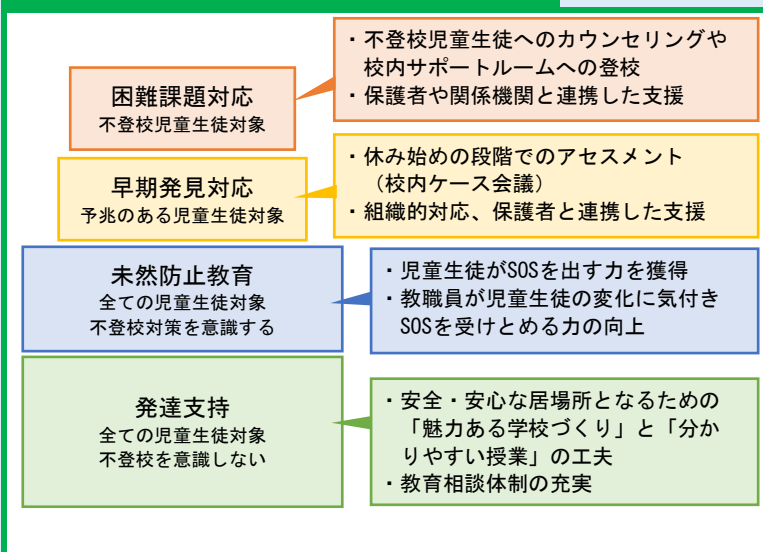 困難課題対応
不登校児童生徒対象
・不登校児童生徒へのカウンセリングや
校内サポートルームへの登校
・保護者や関係機関と連携した支援
早期発見対応
予兆のある児童生徒対象
・休み始めの段階でのアセスメント
（校内ケース会議）
・組織的対応、保護者と連携した支援
未然防止教育
全ての児童生徒対象
不登校対策を意識する
・児童生徒がSOSを出す力を獲得
・教職員が児童生徒の変化に気付き
SOSを受けとめる力の向上
発達支持
全ての児童生徒対象
不登校を意識しない
・安全・安心な居場所となるための
「魅力ある学校づくり」と「分か
りやすい授業」の工夫
・教育相談体制の充実